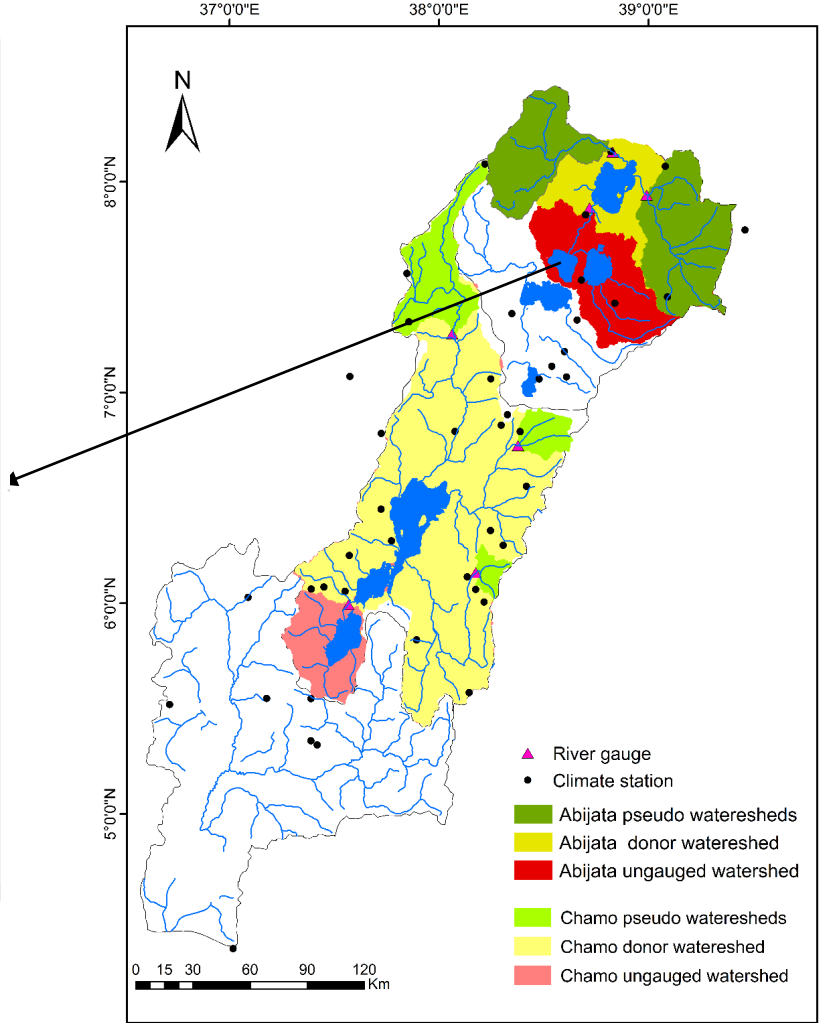 37°0'0"E 38°0'0"E 39°0'0"E
N
8°0'0"N
7°0'0"N
6°0'0"N
5°0'0"N
River gauge
Climate station
Abijata pseudo wateresheds
Abijata donor watershed
Abijata ungauged watershed
Chamo pseudo wateresheds
Chamo donor watereshed
Chamo ungauged watershed
0 15 30 60 90 120
Km